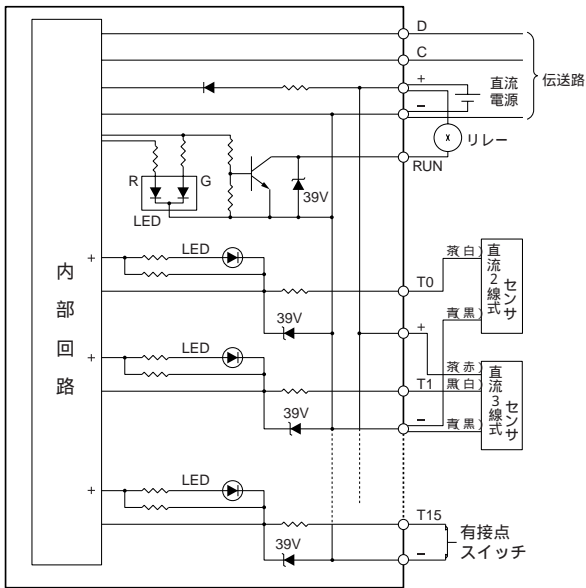 D
C
+
直流
電源
伝送路
-
リレー
RUN
R
G
LED
39V
内部回路
+
LED
茶(白)
直流2線式
センサ
T0
39V
青(黒)
+
+
LED
茶(赤)
直流3線式
センサ
T1
黒(白)
39V
-
青(黒)
+
LED
T15
有接点
スイッチ
39V
-